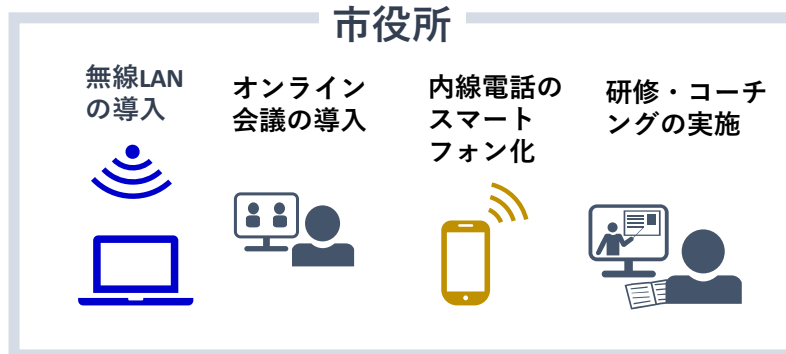 市役所
無線LAN
の導入
オンライン
会議の導入
内線電話の
スマート
フォン化
研修・コーチ
ングの実施